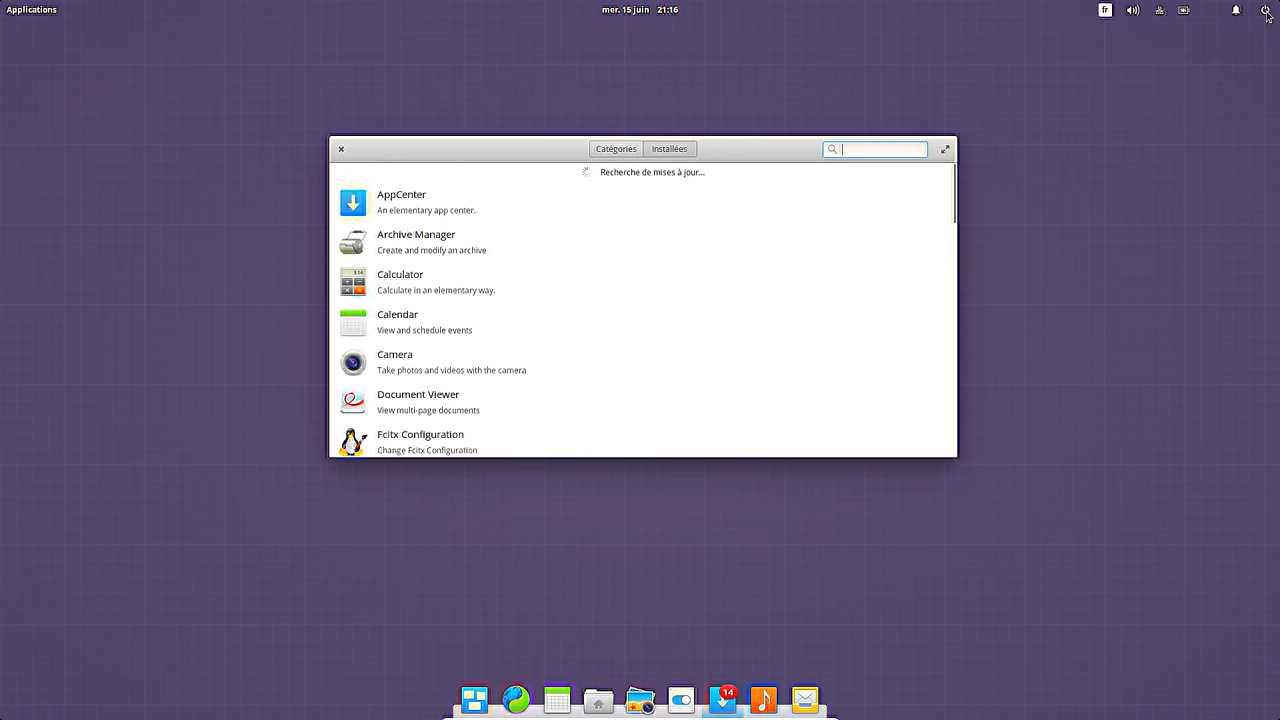 Applications
mer. 15 juin 21:16
fr
Catégories
Installées
Recherche de mises à jour...
AppCenter
An elementary app center.
Archive Manager
Create and modify an archive
3.14
Calculator
Calculate in an elementary way.
Calendar
View and schedule events
Camera
Take photos and videos with the camera
Document Viewer
View multi-page documents
Fcitx Configuration
Change Fcitx Configuration
14